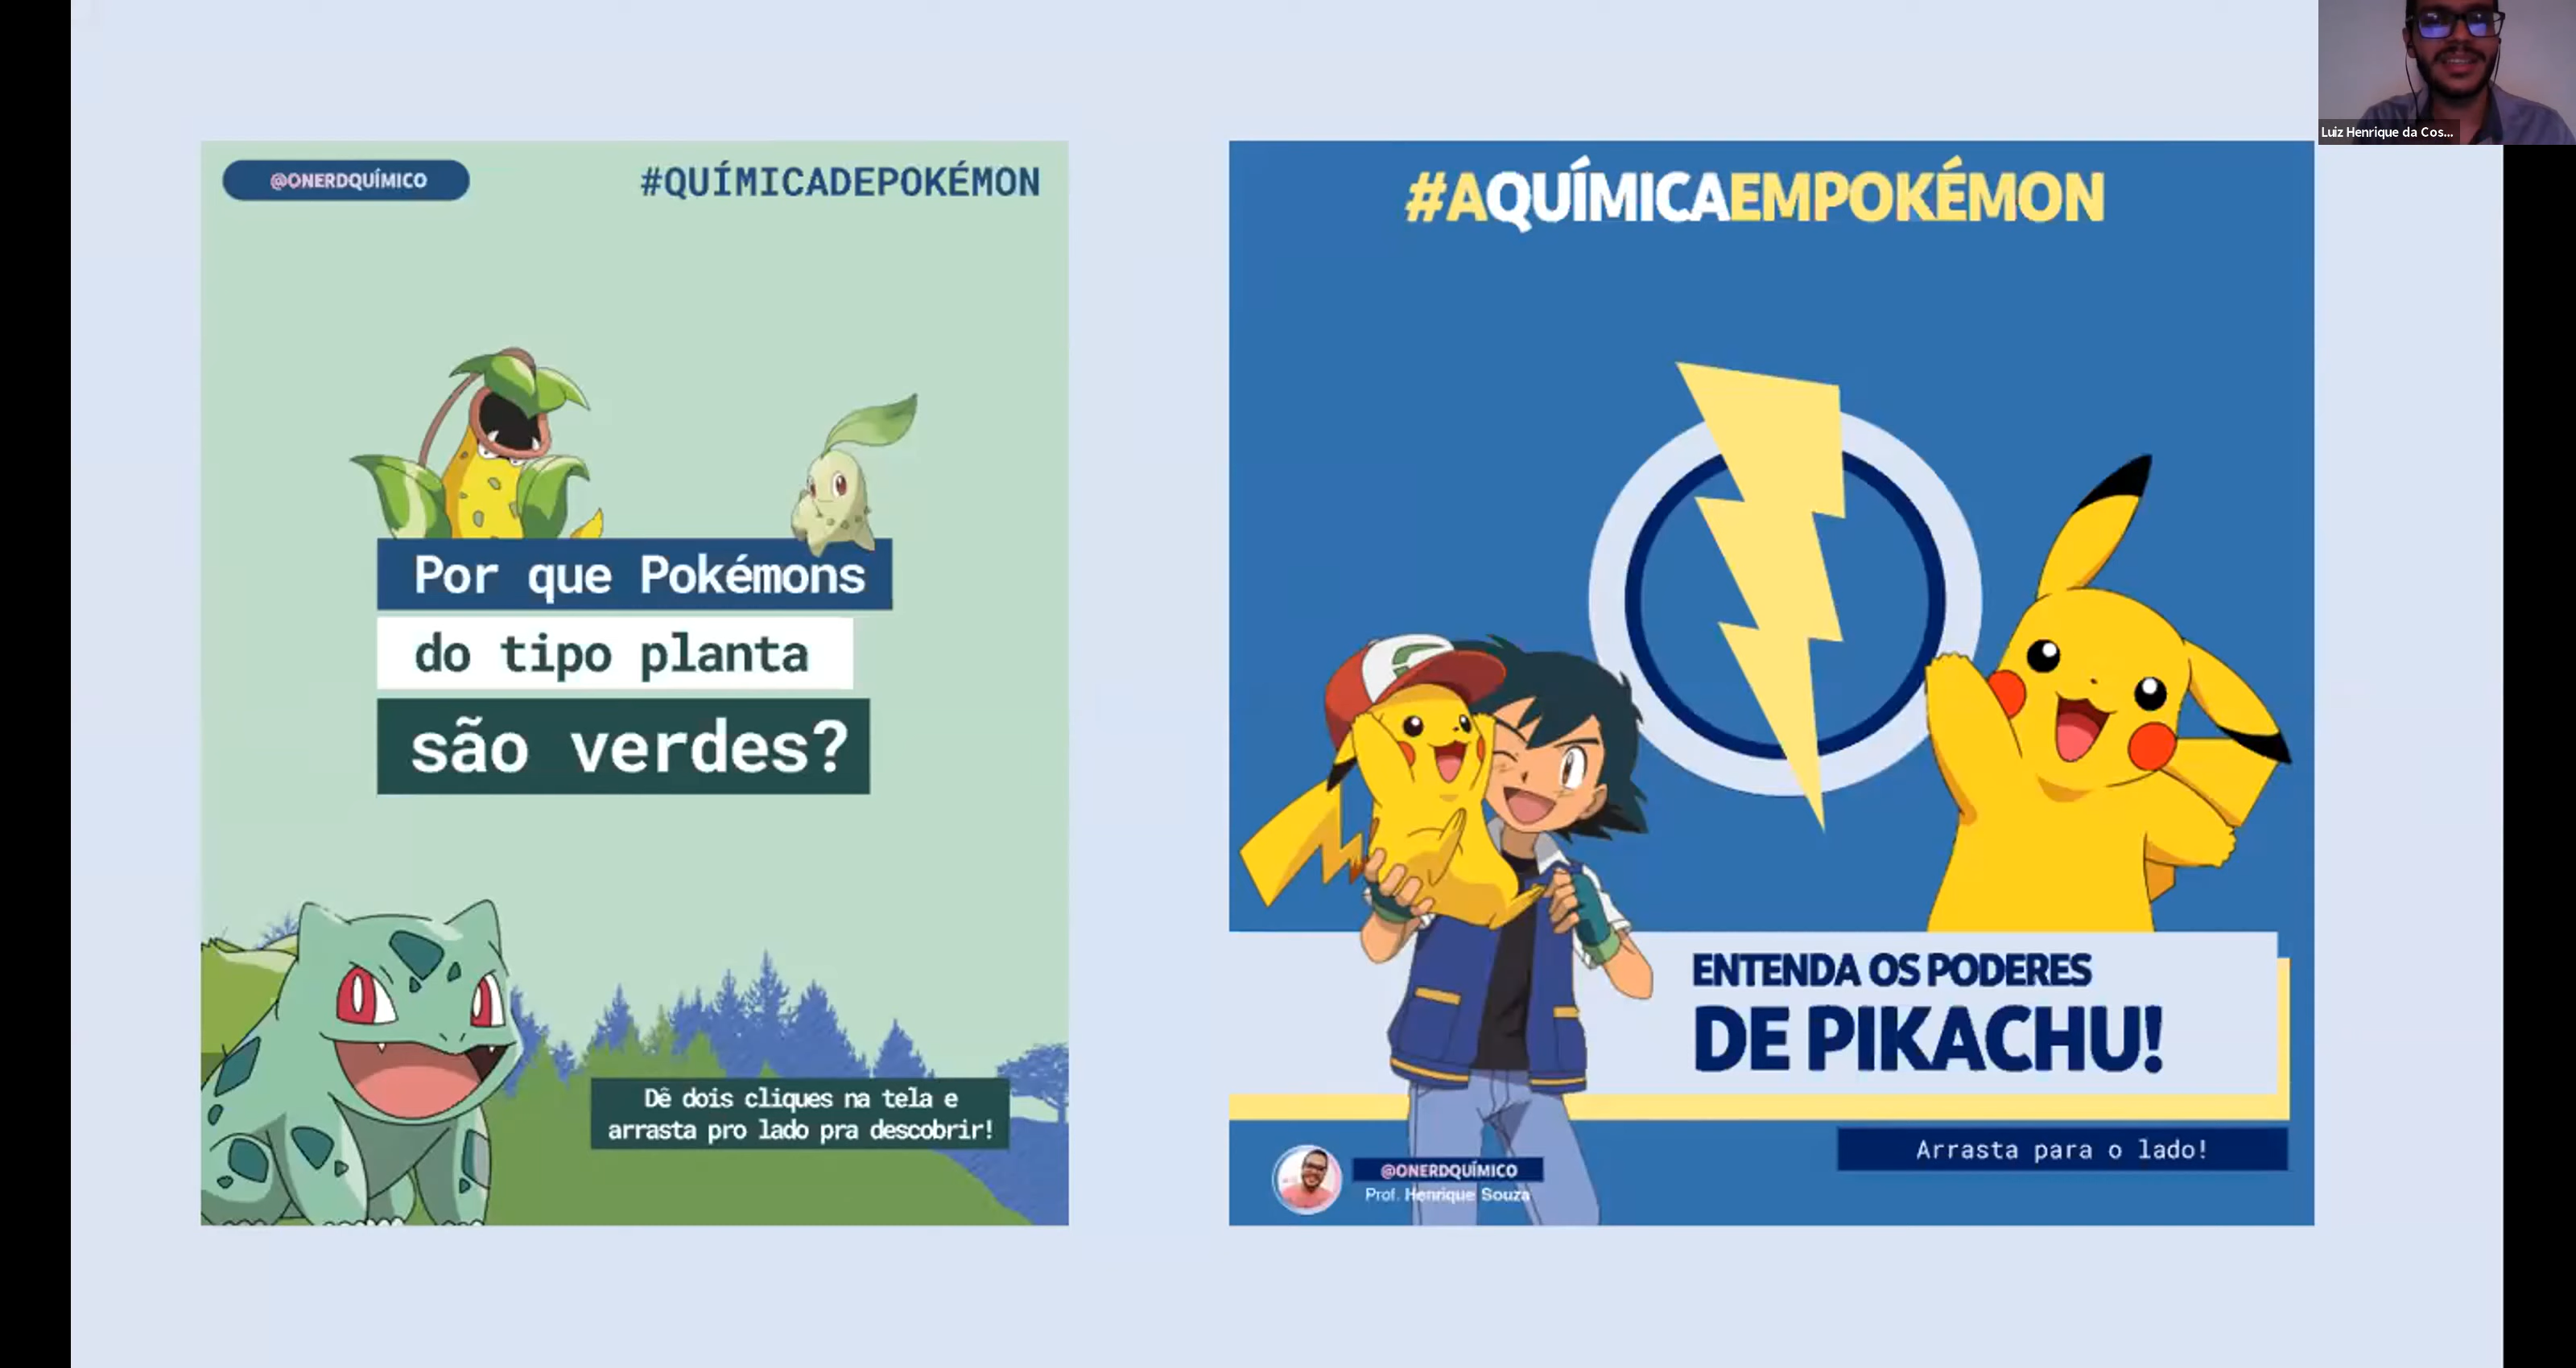 Luiz Henrique da Cos...
@ONERDQUÍMICO
#QUÍMICADEPOKÉMON
Por que Pokémons
do tipo planta
são verdes?
Dê dois cliques na tela e
arrasta pro lado pra descobrir!
#AQUÍMICAEMPOKÉMON
ENTENDA OS PODERES
DE PIKACHU!
Arrasta para o lado!
@ONERDQUÍMICO
Prof. Henrique Souza